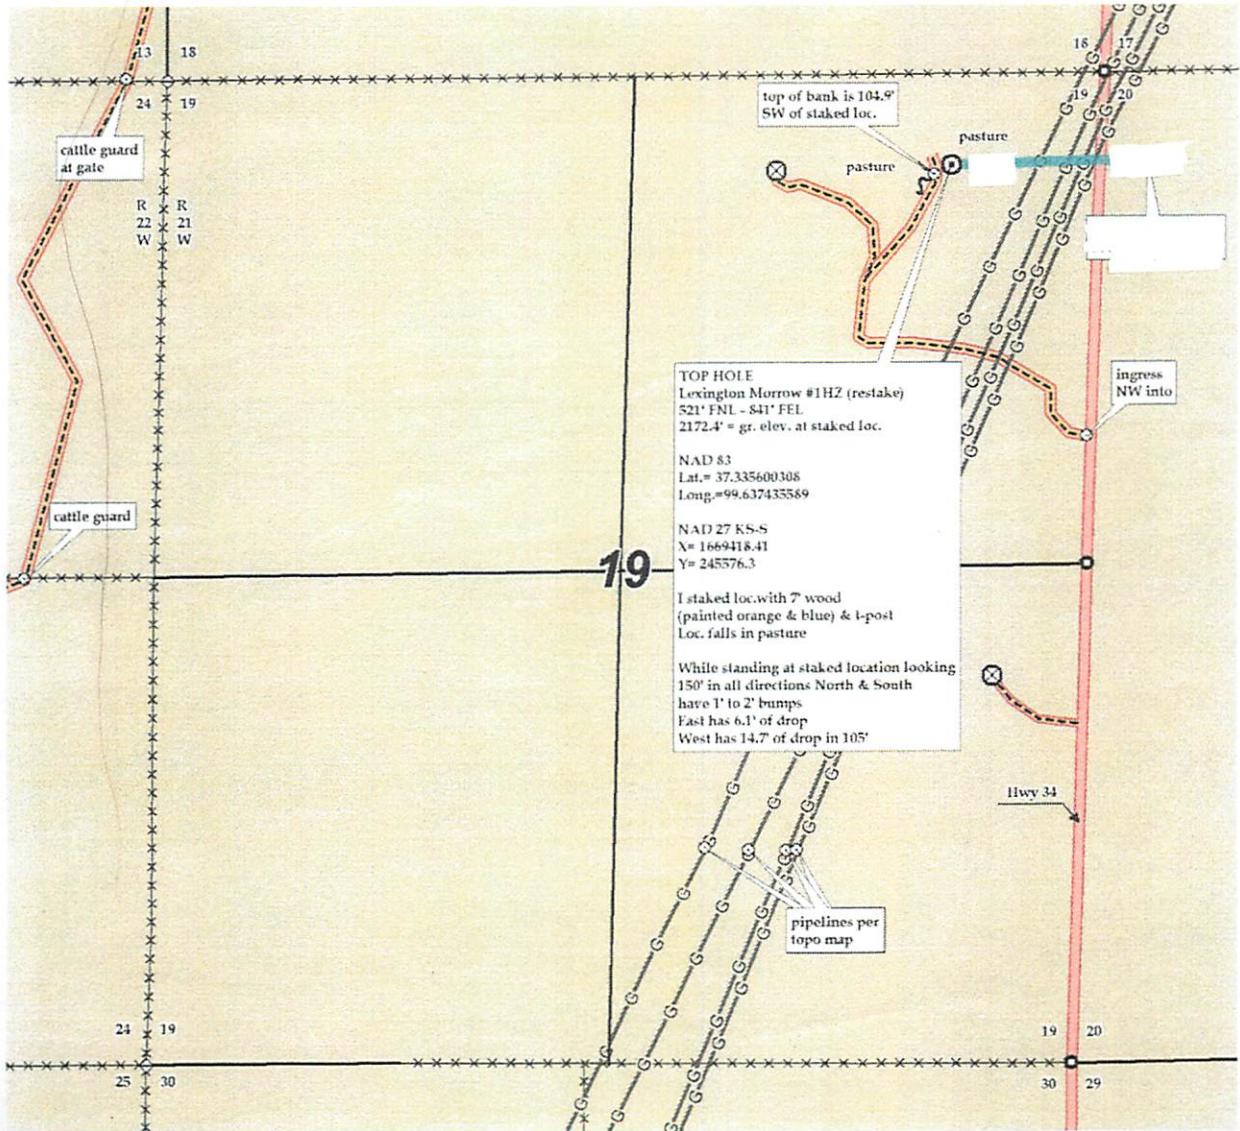 13 18
24 19
18 17
19 20
cattle guard
at gate
R R
22 21
W W
top of bank is 104.9'
SW of staked loc.
pasture
pasture
TOP HOLE
Lexington Morrow #1HZ (restake)
521' FNL - 841' FEL
2172.4' = gr. elev. at staked loc.
NAD 83
Lat.= 37.335600308
Long.=99.637435589
NAD 27 KS-S
X= 1669418.41
Y= 245576.3
I staked loc.with 7' wood
(painted orange & blue) & t-post
Loc. falls in pasture
While standing at staked location looking
150' in all directions North & South
have 1' to 2' bumps
East has 6.1' of drop
West has 14.7' of drop in 105'
ingress
NW into
cattle guard
19
Hwy 34
pipelines per
topo map
24 19
25 30
19 20
30 29